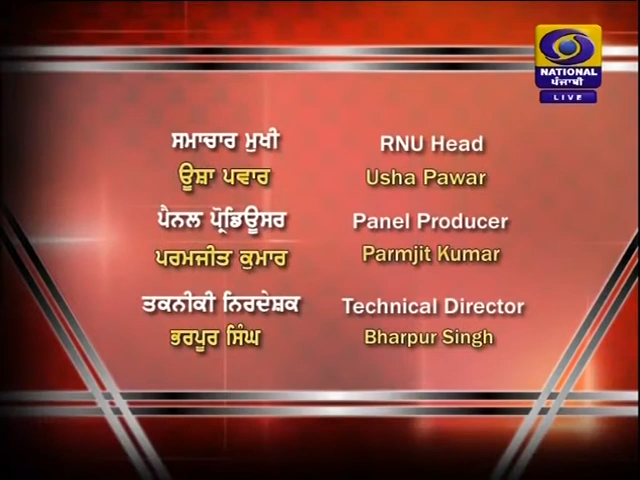 NATIONAL
ਪੰਜਾਬੀ
LIVE
ਸਮਾਚਾਰ ਮੁਖੀ RNU Head
ਊਸ਼ਾ ਪਵਾਰ Usha Pawar
ਪੈਨਲ ਪ੍ਰੋਡਿਊਸਰ Panel Producer
ਪਰਮਜੀਤ ਕੁਮਾਰ Parmjit Kumar
ਤਕਨੀਕੀ ਨਿਰਦੇਸ਼ਕ Technical Director
ਭਰਪੂਰ ਸਿੰਘ Bharpur Singh